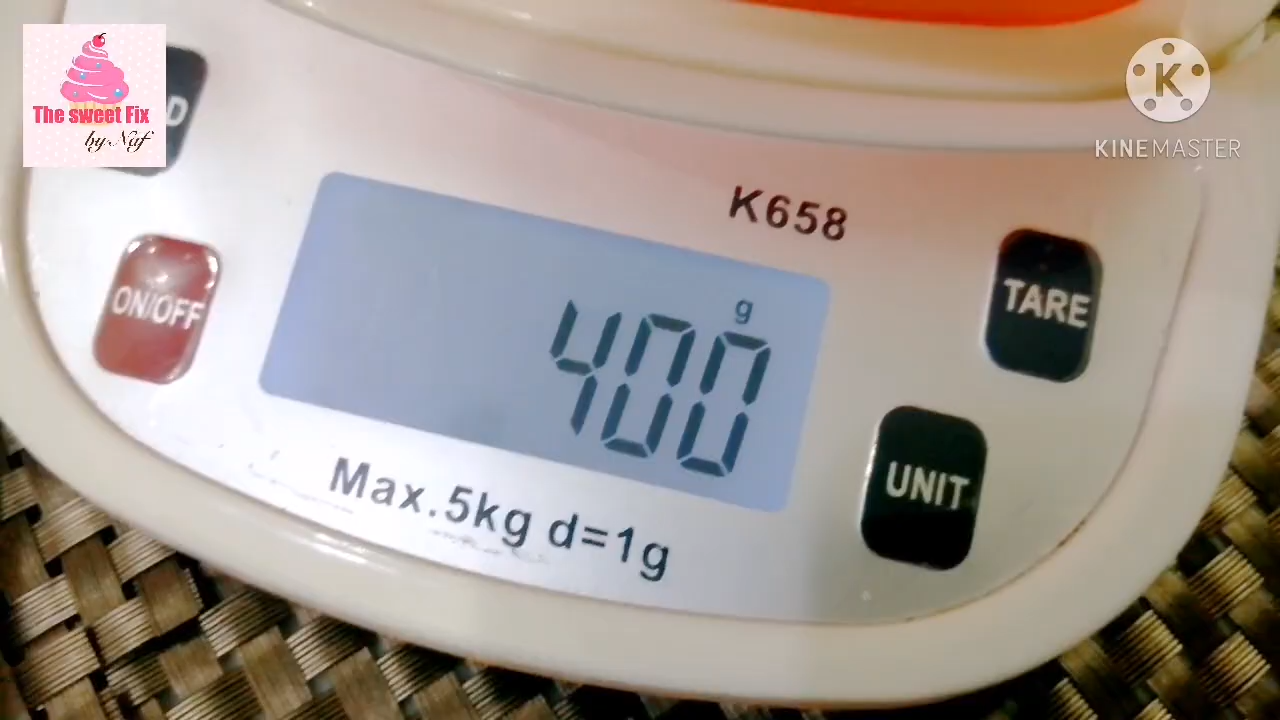 The sweet Fix
by Naf
D
K
KINEMASTER
K658
ON/OFF
TARE
g
400
UNIT
Max.5kg d=1g